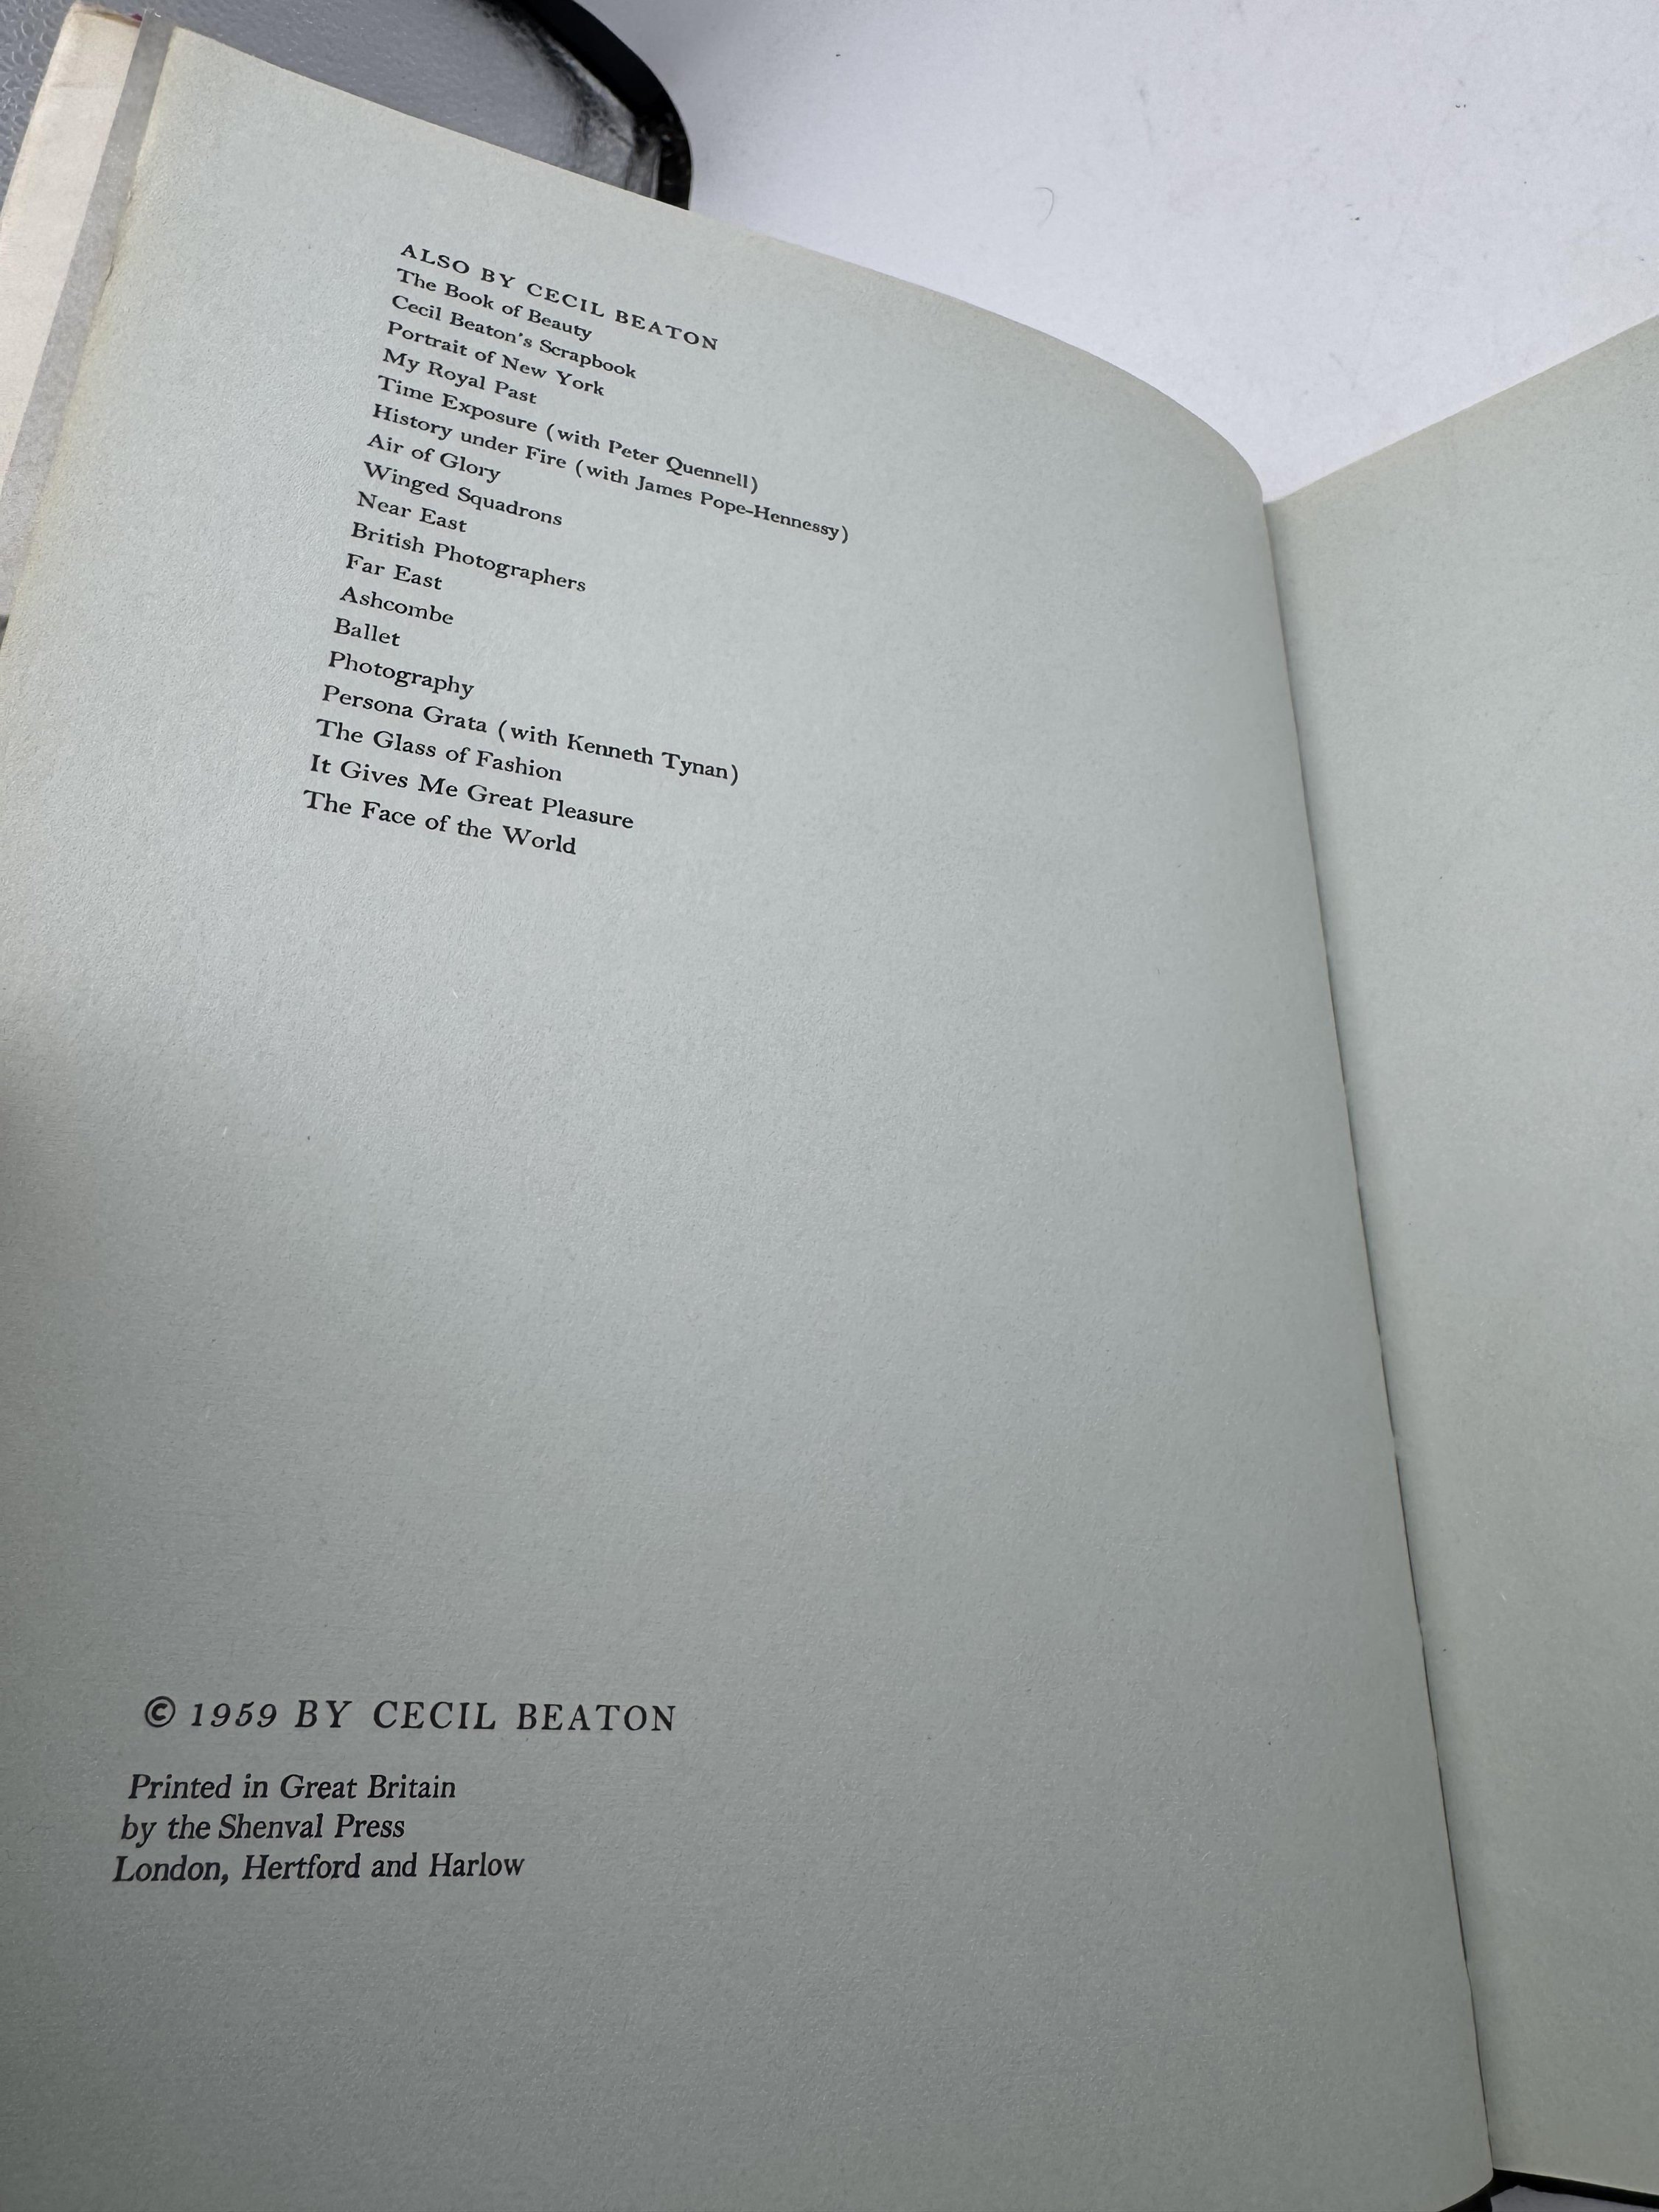 ALSO BY CECIL BEATON
The Book of Beauty
Cecil Beaton's Scrapbook
Portrait of New York
My Royal Past
Time Exposure (with Peter Quennell)
History under Fire (with James Pope-Hennessy)
Air of Glory
Winged Squadrons
Near East
British Photographers
Far East
Ashcombe
Ballet
Photography
Persona Grata (with Kenneth Tynan)
The Glass of Fashion
It Gives Me Great Pleasure
The Face of the World
© 1959 BY CECIL BEATON
Printed in Great Britain
by the Shenval Press
London, Hertford and Harlow